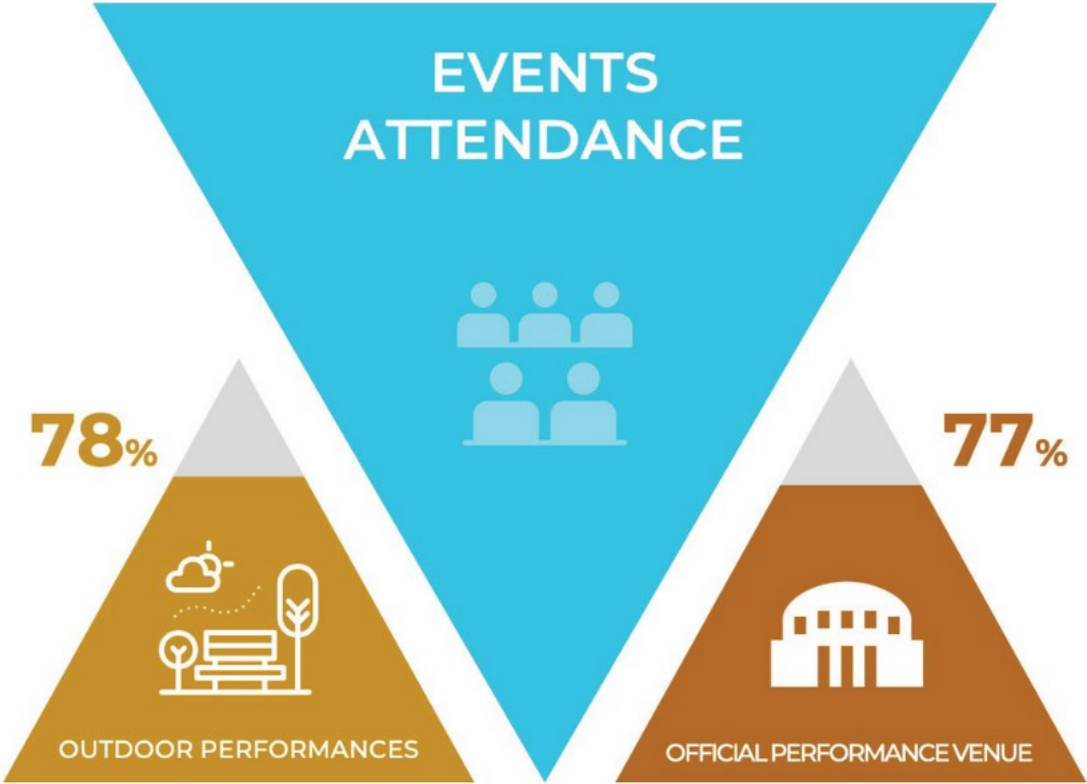 EVENTS
ATTENDANCE
78%
77%
OUTDOOR PERFORMANCES
OFFICIAL PERFORMANCE VENUE